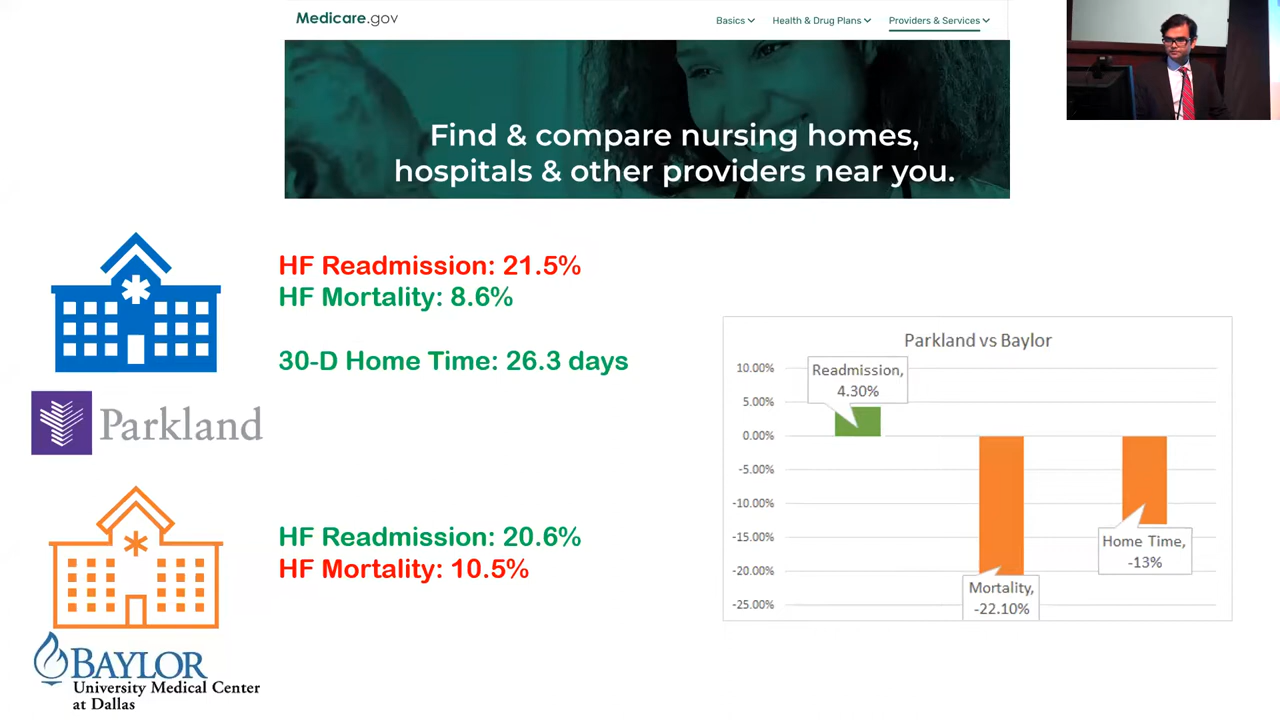 Medicare.gov
Basics
Health & Drug Plans
Providers & Services
Find & compare nursing homes,
hospitals & other providers near you.
HF Readmission: 21.5%
HF Mortality: 8.6%
30-D Home Time: 26.3 days
Parkland
HF Readmission: 20.6%
HF Mortality: 10.5%
BAYLOR
University Medical Center
at Dallas
Parkland vs Baylor
10.00%
5.00%
0.00%
-5.00%
-10.00%
-15.00%
-20.00%
-25.00%
Readmission,
4.30%
Mortality,
-22.10%
Home Time,
-13%